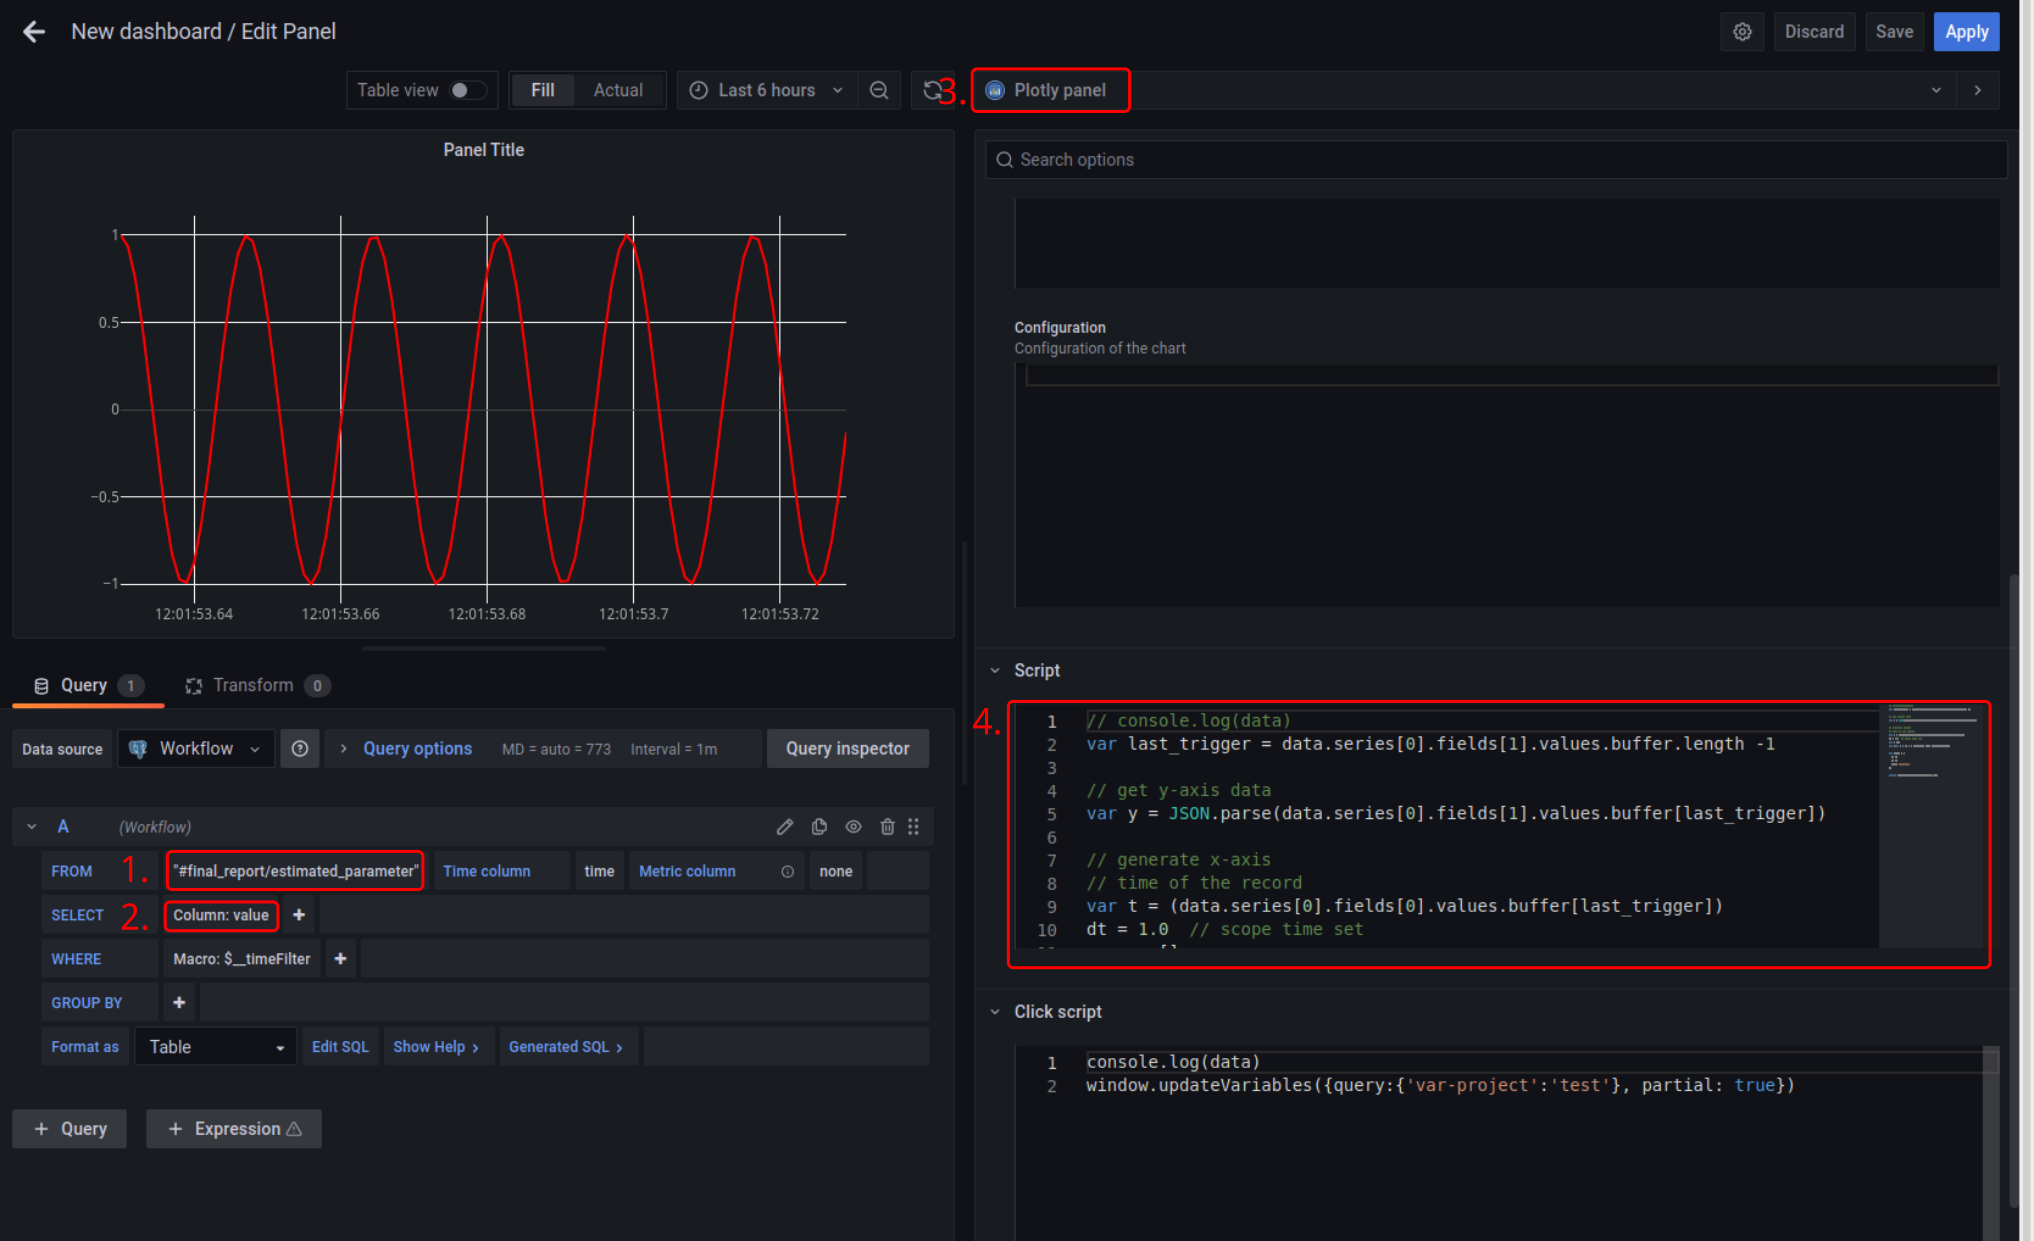 New dashboard / Edit Panel
Discard
Save
Apply
Table view
Fill
Actual
Last 6 hours
3.
Plotly panel
Panel Title
1
0.5
0
−0.5
−1
12:01:53.64
12:01:53.66
12:01:53.68
12:01:53.7
12:01:53.72
Search options
Configuration
Configuration of the chart
Query 1
Transform 0
Data source
Workflow
Query options
MD = auto = 773
Interval = 1m
Query inspector
A (Workflow)
FROM
1.
"#final_report/estimated_parameter"
Time column
time
Metric column
none
SELECT
2.
Column: value
+
WHERE
Macro: $__timeFilter
+
GROUP BY
+
Format as
Table
Edit SQL
Show Help >
Generated SQL >
+ Query
+ Expression
Script
4.
1 // console.log(data)
2 var last_trigger = data.series[0].fields[1].values.buffer.length -1
3
4 // get y-axis data
5 var y = JSON.parse(data.series[0].fields[1].values.buffer[last_trigger])
6
7 // generate x-axis
8 // time of the record
9 var t = (data.series[0].fields[0].values.buffer[last_trigger])
10 dt = 1.0 // scope time set
Click script
1 console.log(data)
2 window.updateVariables({query:{'var-project':'test'}, partial: true})